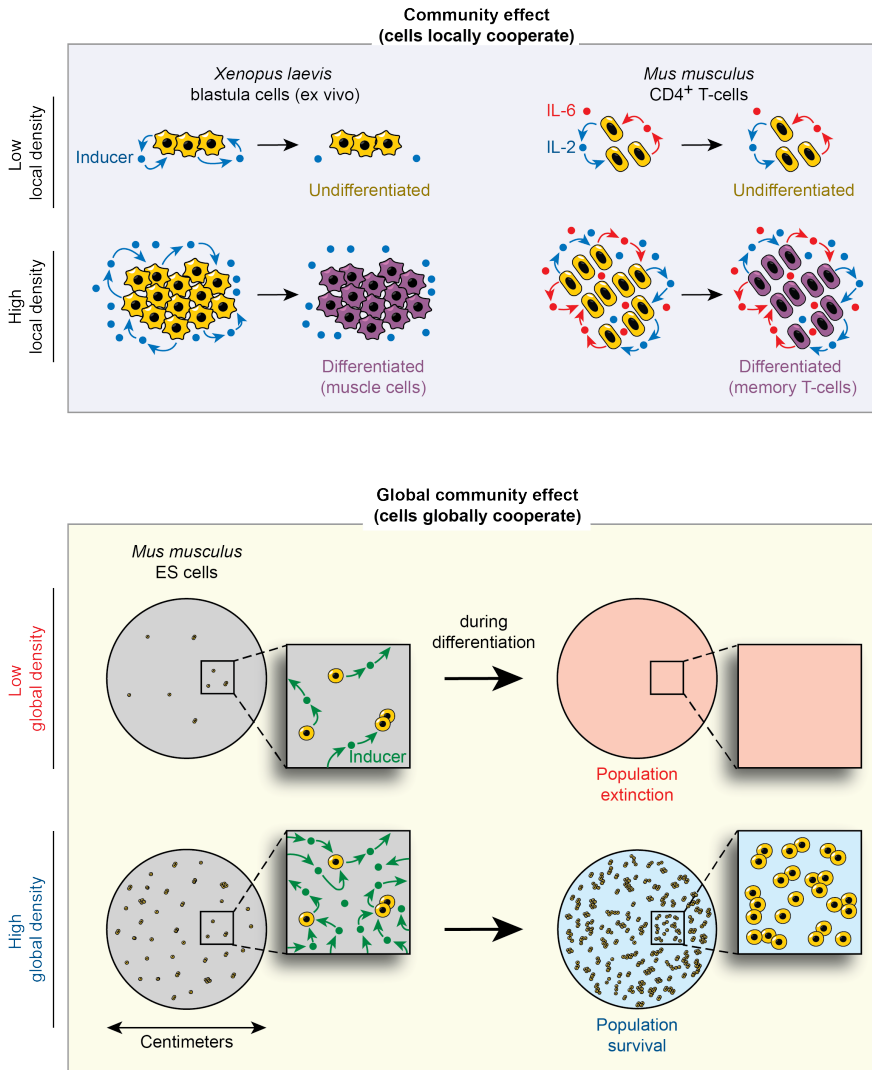 Community effect
(cells locally cooperate)
Xenopus laevis
blastula cells (ex vivo)
Mus musculus
CD4+ T-cells
Low
local density
Inducer
Undifferentiated
IL-6
IL-2
Undifferentiated
High
local density
Differentiated
(muscle cells)
Differentiated
(memory T-cells)
Global community effect
(cells globally cooperate)
Mus musculus
ES cells
Low
global density
Inducer
during
differentiation
Population
extinction
High
global density
Centimeters
Population
survival